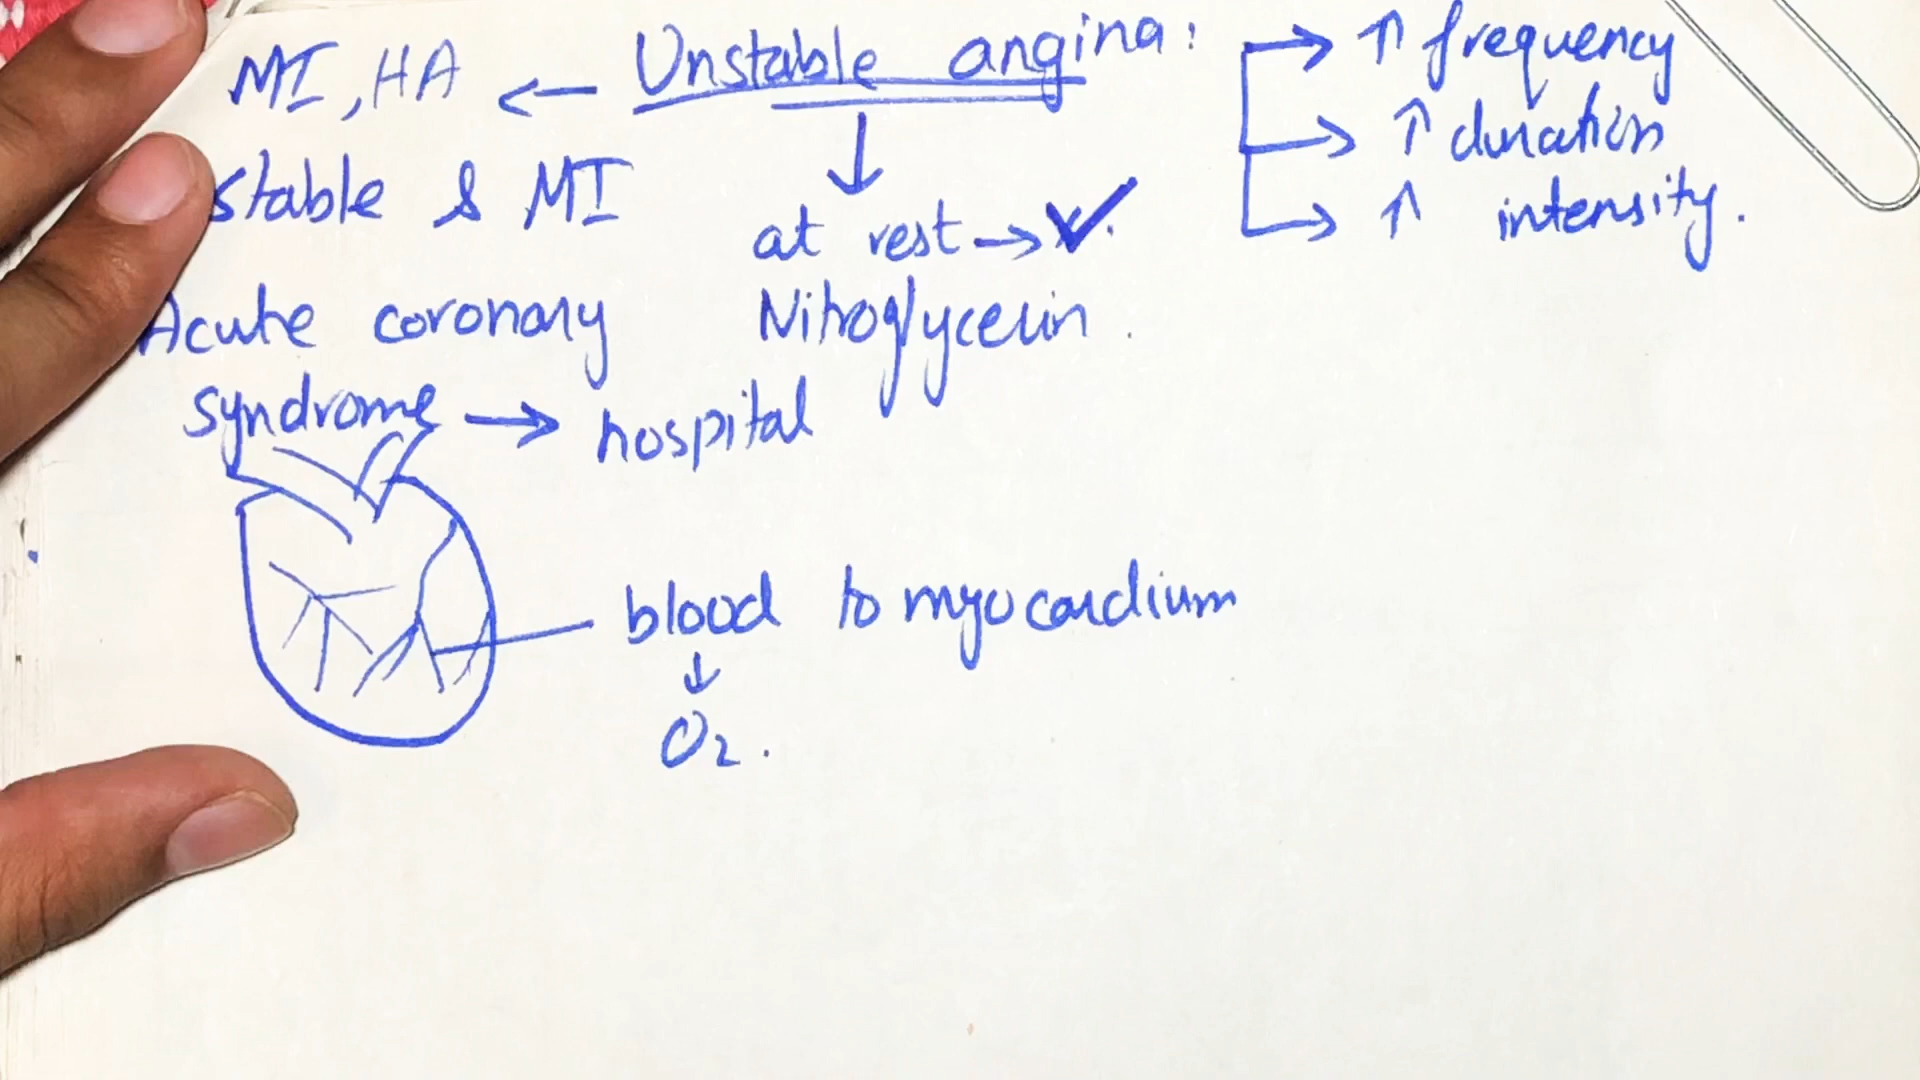 MI, HA ← Unstable angina : → ↑ frequency
→ ↑ duration
→ ↑ intensity.
↓
stable & MI
at rest → ✓.
Acute coronary
Nitroglycerin.
syndrome → hospital
blood to myocardium
↓
O₂.